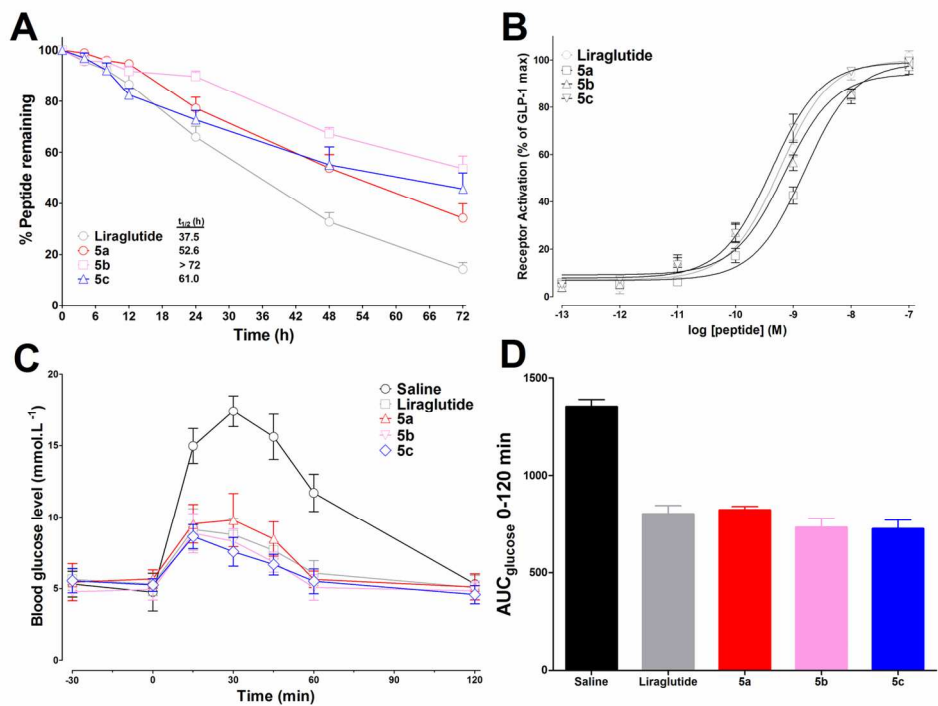 A
100
80
60
40
20
0
% Peptide remaining
t1/2 (h)
Liraglutide 37.5
5a 52.6
5b > 72
5c 61.0
0 6 12 18 24 30 36 42 48 54 60 66 72
Time (h)
B
100
80
60
40
20
0
Receptor Activation (% of GLP-1 max)
Liraglutide
5a
5b
5c
-13 -12 -11 -10 -9 -8 -7
log [peptide] (M)
C
20
15
10
5
0
Blood glucose level (mmol.L -1)
Saline
Liraglutide
5a
5b
5c
-30 0 30 60 90 120
Time (min)
D
1500
1000
500
0
AUCglucose 0-120 min
Saline Liraglutide 5a 5b 5c